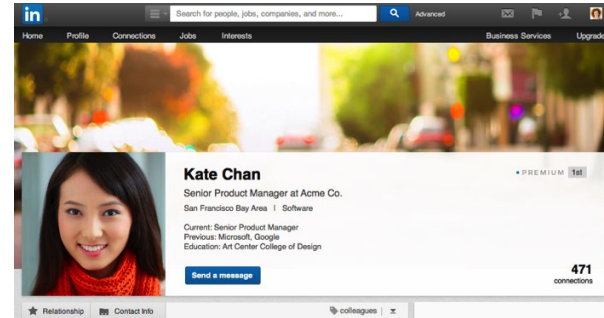 in
Search for people, jobs, companies, and more...
Advanced
Home Profile Connections Jobs Interests
Business Services Upgrade
Kate Chan
• PREMIUM 1st
Senior Product Manager at Acme Co.
San Francisco Bay Area | Software
Current: Senior Product Manager
Previous: Microsoft, Google
Education: Art Center College of Design
Send a message
471
connections
Relationship Contact Info
colleagues